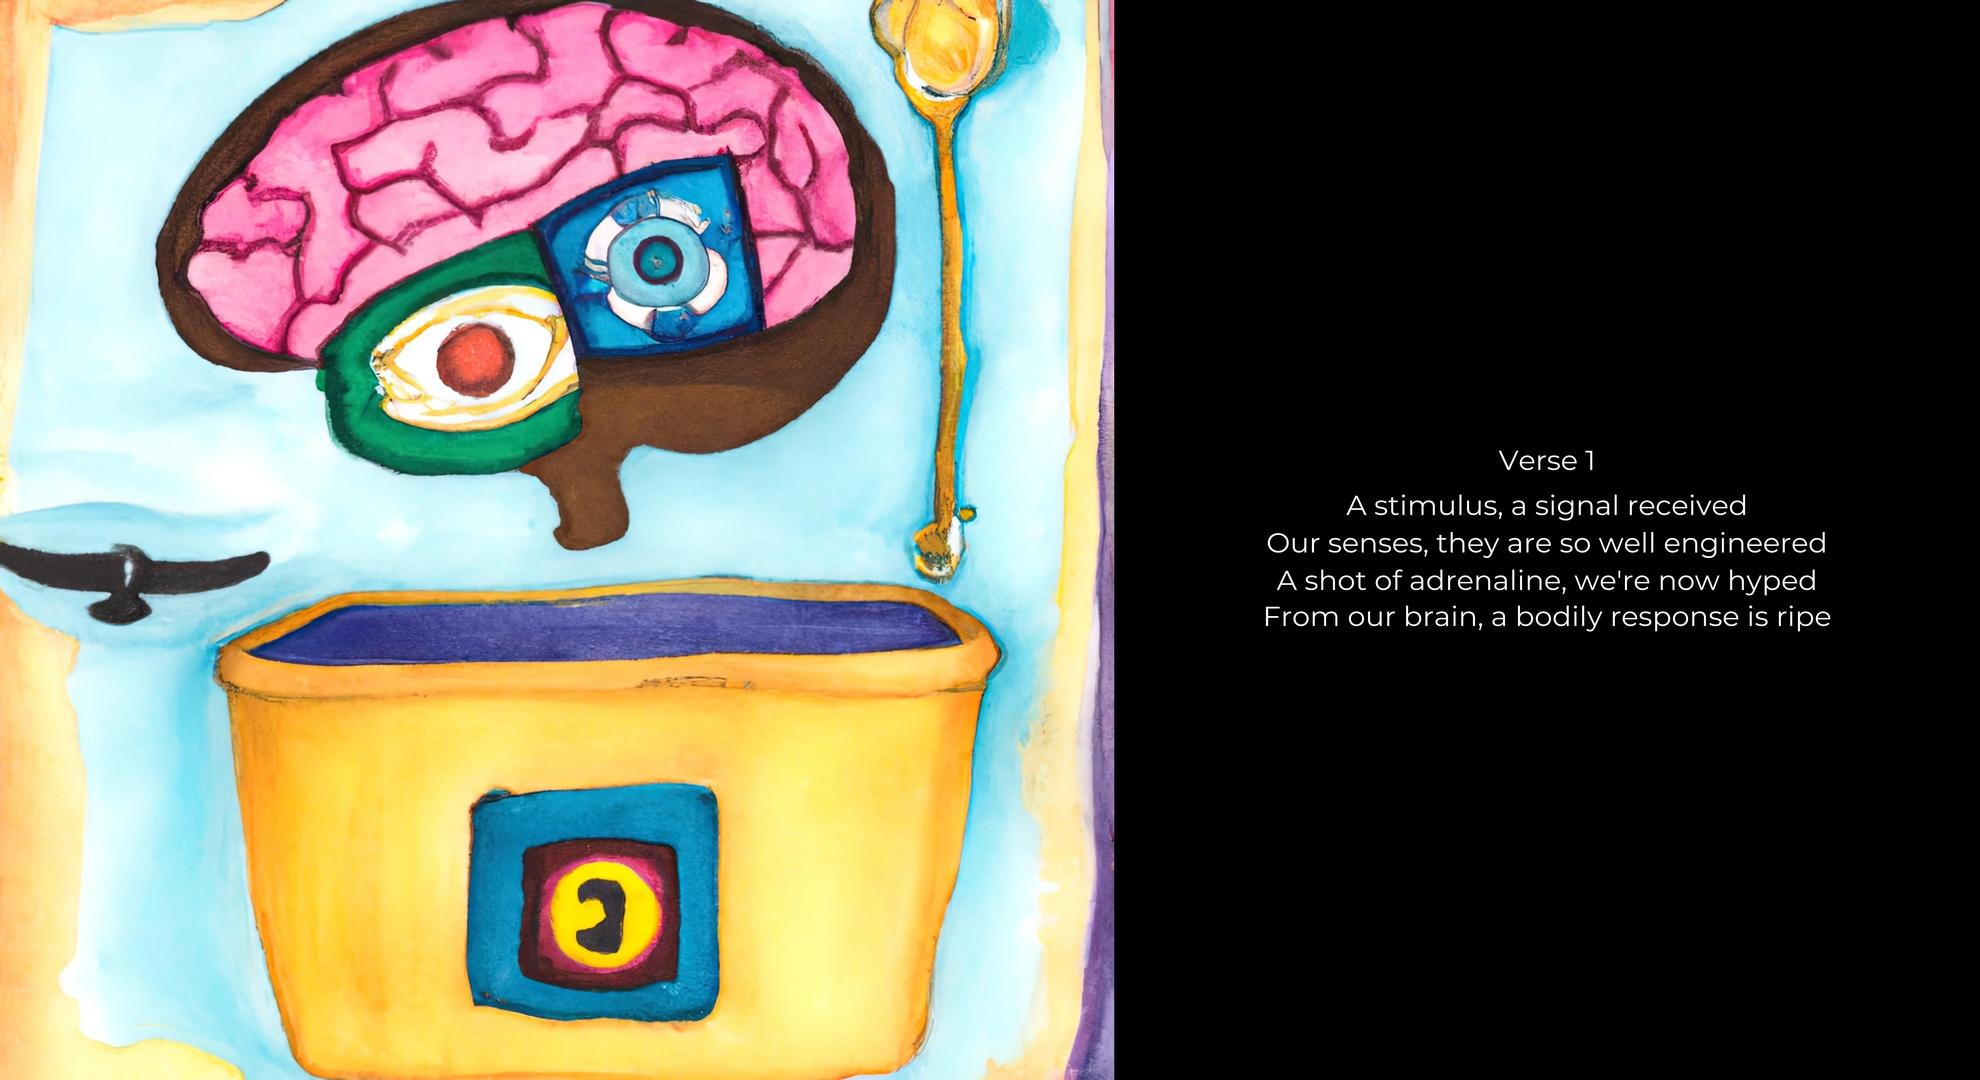 Verse 1
A stimulus, a signal received
Our senses, they are so well engineered
A shot of adrenaline, we're now hyped
From our brain, a bodily response is ripe